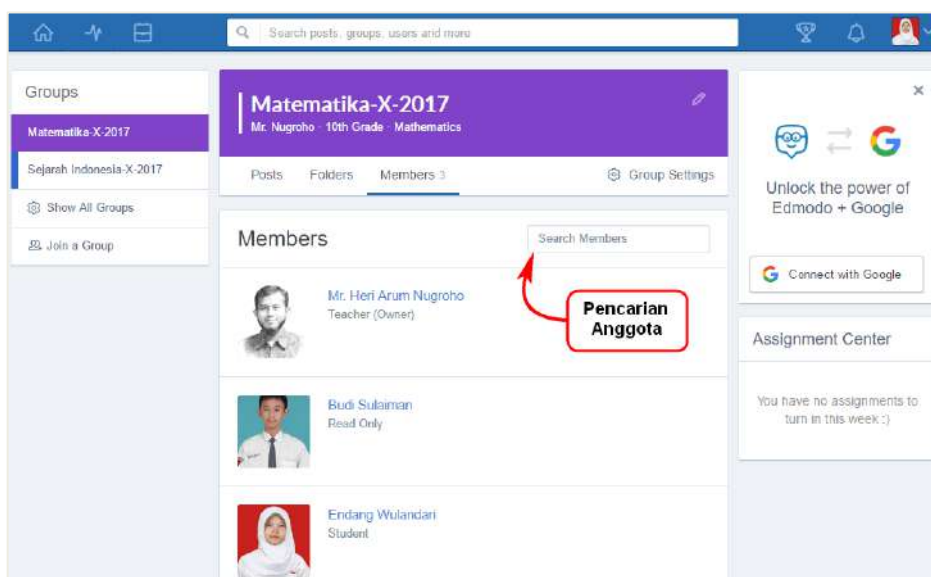 Search posts, groups, users and more
Groups
Matematika-X-2017
Sejarah Indonesia-X-2017
Show All Groups
Join a Group
Matematika-X-2017
Mr. Nugroho · 10th Grade · Mathematics
Posts Folders Members 3 Group Settings
Members
Search Members
Pencarian
Anggota
Mr. Heri Arum Nugroho
Teacher (Owner)
Budi Sulaiman
Read Only
Endang Wulandari
Student
×
G
Unlock the power of
Edmodo + Google
G Connect with Google
Assignment Center
You have no assignments to
turn in this week :)